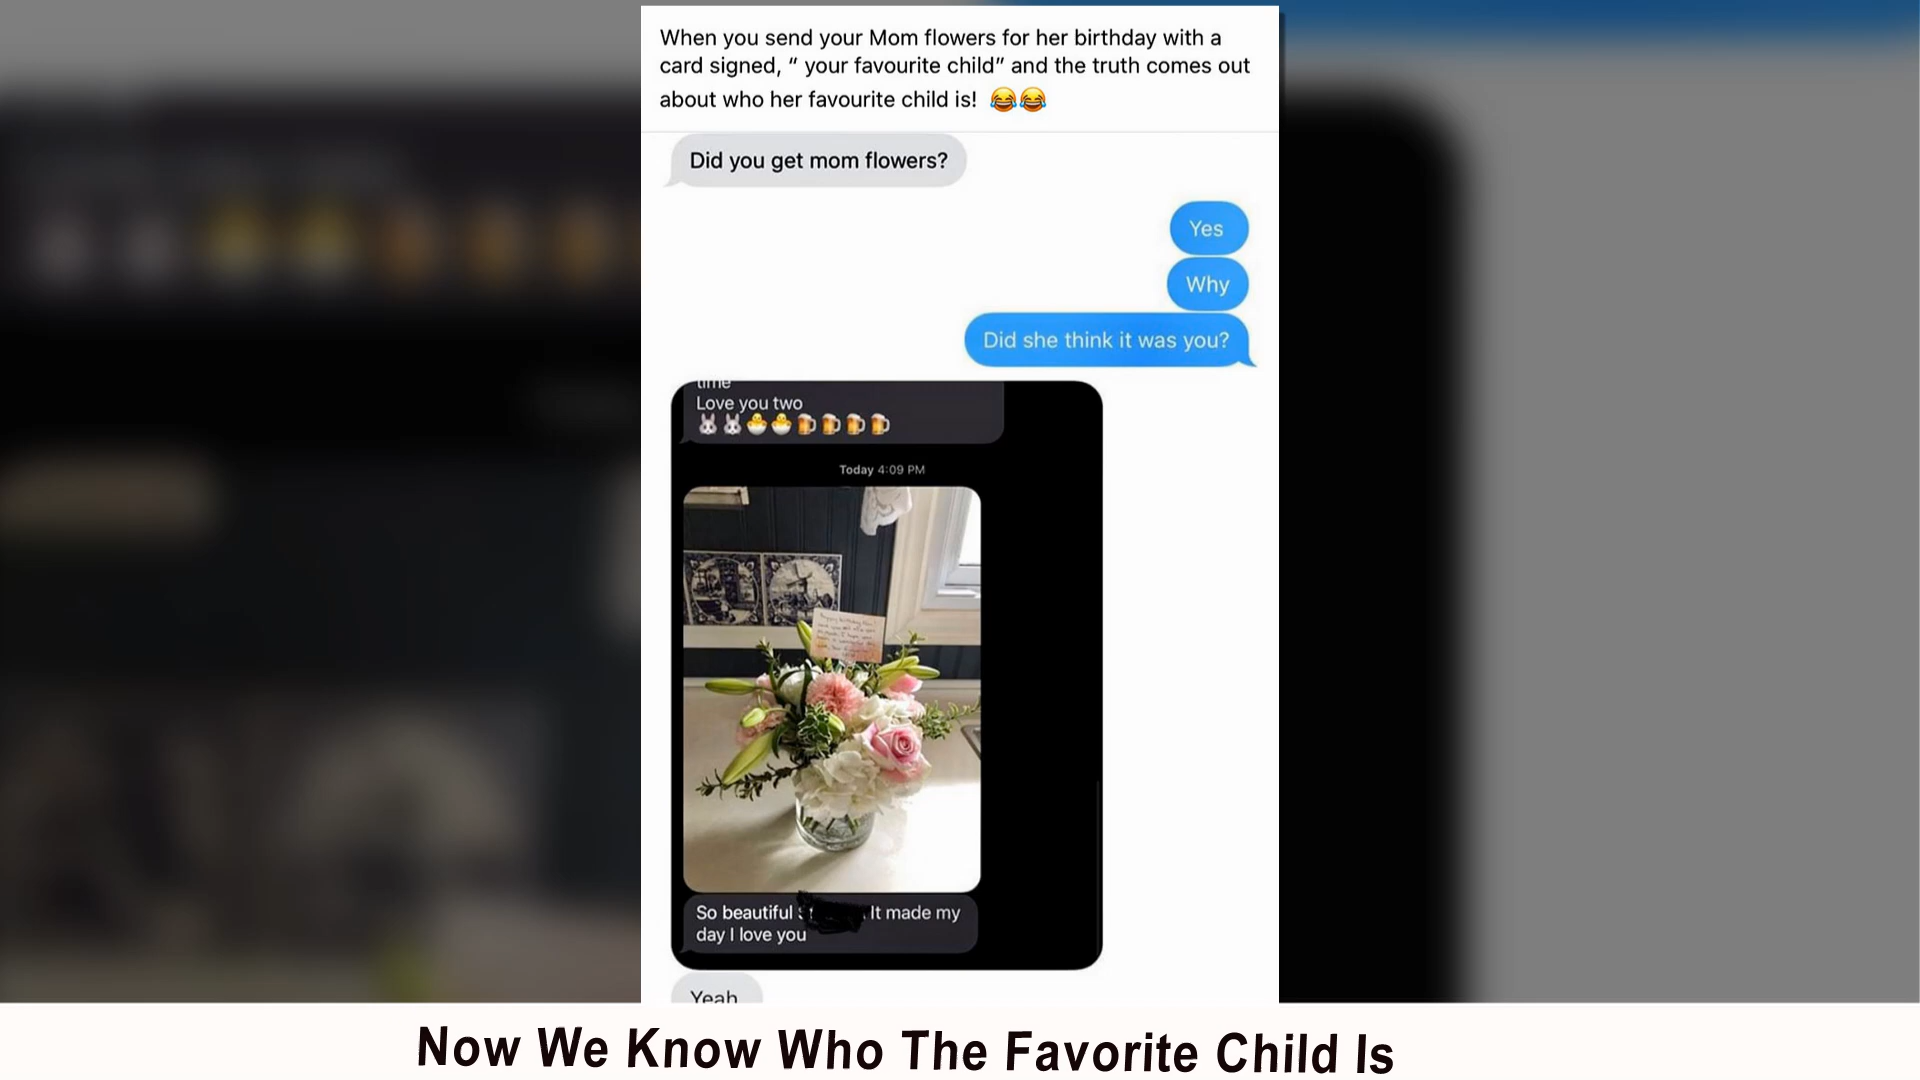 When you send your Mom flowers for her birthday with a
card signed, “ your favourite child” and the truth comes out
about who her favourite child is! 😂😂
Did you get mom flowers?
Yes
Why
Did she think it was you?
time
Love you two
🐰🐰🐣🐣🍺🍺🍺🍺
Today 4:09 PM
So beautiful It made my
day I love you
Yeah
Now We Know Who The Favorite Child Is